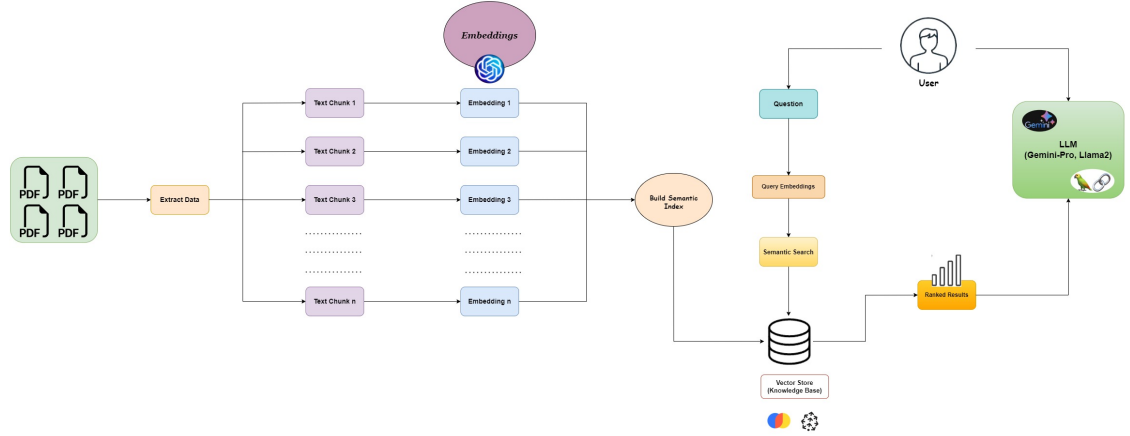 Embeddings
PDF
PDF
PDF
PDF
Extract Data
Text Chunk 1
Text Chunk 2
Text Chunk 3
....................
....................
....................
Text Chunk n
Embedding 1
Embedding 2
Embedding 3
.................
.................
.................
Embedding n
Build Semantic
Index
User
Question
Query Embeddings
Semantic Search
Vector Store
(Knowledge Base)
Ranked Results
Gemini
LLM
(Gemini-Pro, Llama2)